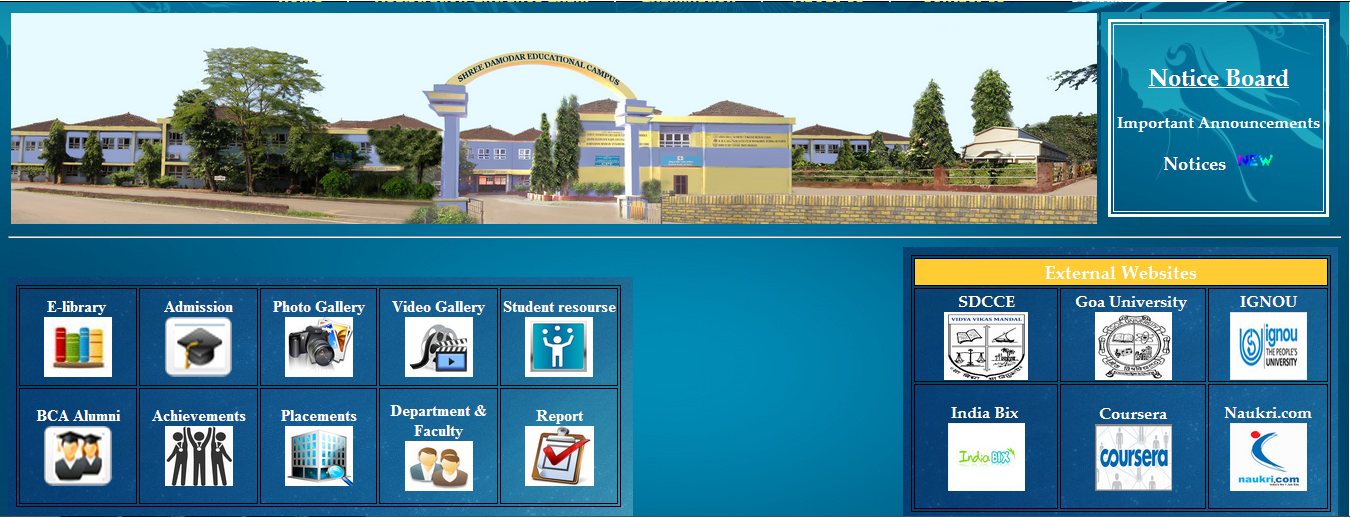 SHREE DAMODAR EDUCATIONAL CAMPUS
Notice Board
Important Announcements
Notices NEW
E-library
Admission
Photo Gallery
Video Gallery
Student resourse
BCA Alumni
Achievements
Placements
Department &
Faculty
Report
External Websites
SDCCE
VIDYA VIKAS MANDAL
Goa University
IGNOU
ignou
THE PEOPLE'S
UNIVERSITY
India Bix
IndiaBIX
Coursera
coursera
Naukri.com
naukri.com